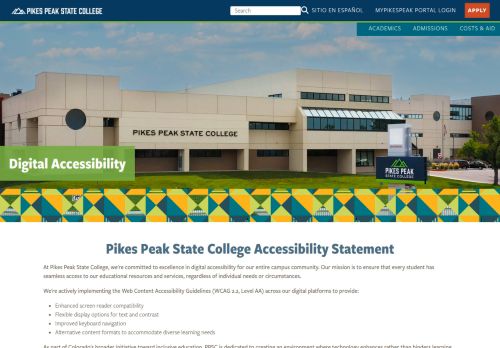 PIKES PEAK STATE COLLEGE
Search
SITIO EN ESPAÑOL
MYPIKESPEAK PORTAL LOGIN
APPLY
ACADEMICS
ADMISSIONS
COSTS & AID
PIKES PEAK STATE COLLEGE
PIKES PEAK
STATE COLLEGE
Digital Accessibility
Pikes Peak State College Accessibility Statement
At Pikes Peak State College, we're committed to excellence in digital accessibility for our entire campus community. Our mission is to ensure that every student has
seamless access to our educational resources and services, regardless of individual needs or circumstances.
We're actively implementing the Web Content Accessibility Guidelines (WCAG 2.2, Level AA) across our digital platforms to provide:
Enhanced screen reader compatibility
Flexible display options for text and contrast
Improved keyboard navigation
Alternative content formats to accommodate diverse learning needs
As part of Colorado's broader initiative toward inclusive education, PPSC is dedicated to creating an environment where technology enhances rather than hinders learning